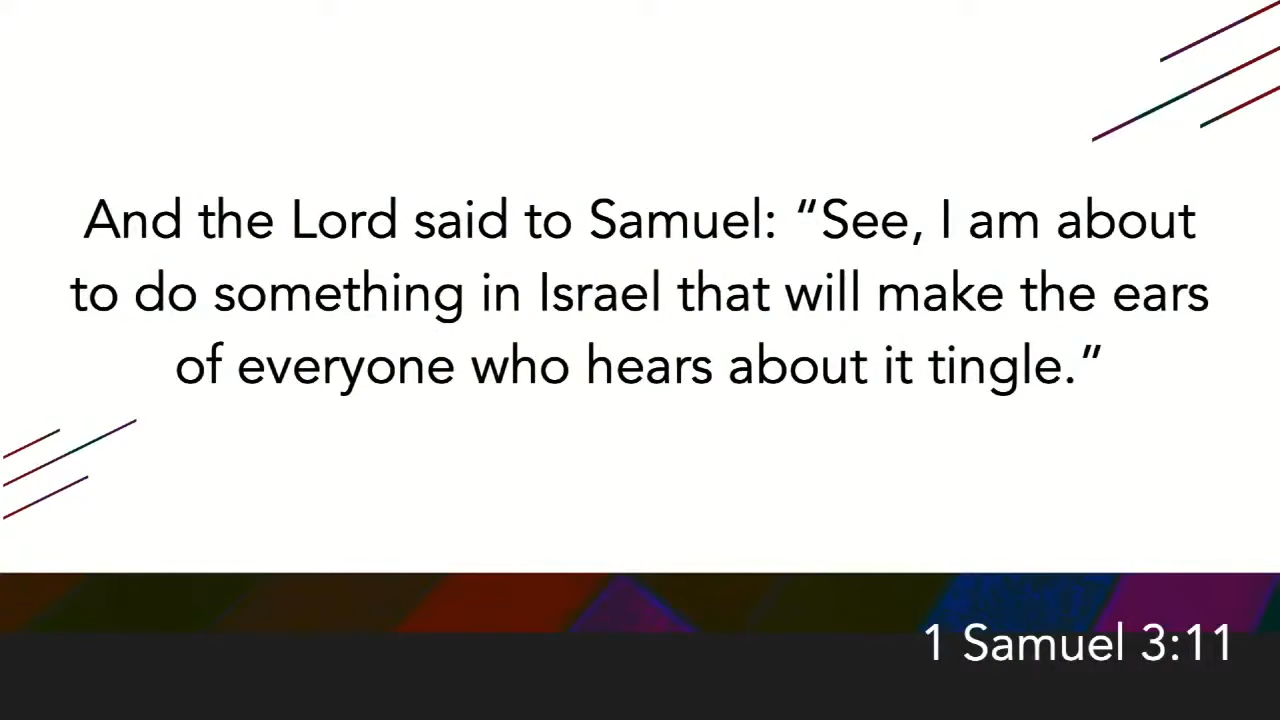 And the Lord said to Samuel: “See, I am about
to do something in Israel that will make the ears
of everyone who hears about it tingle.”
1 Samuel 3:11